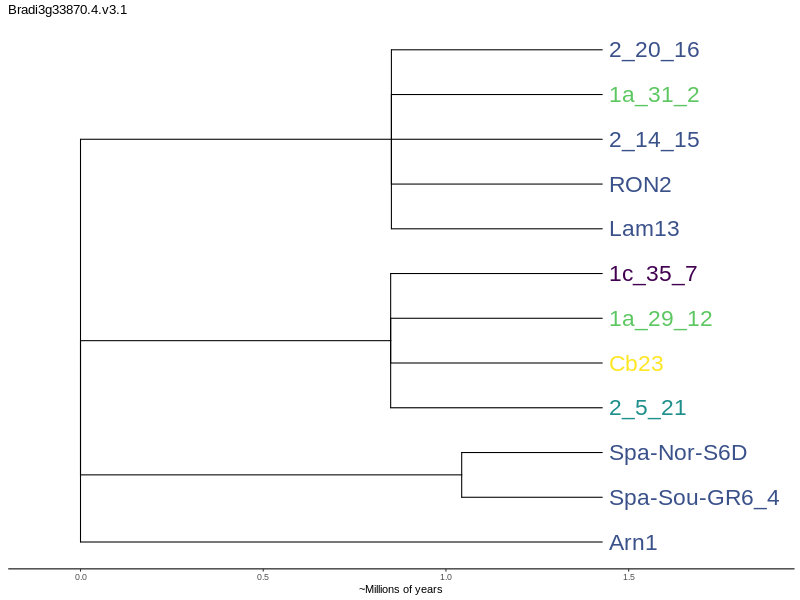 Bradi3g33870.4.v3.1
2_20_16
1a_31_2
2_14_15
RON2
Lam13
1c_35_7
1a_29_12
Cb23
2_5_21
Spa-Nor-S6D
Spa-Sou-GR6_4
Arn1
0.0 0.5 1.0 1.5
~Millions of years